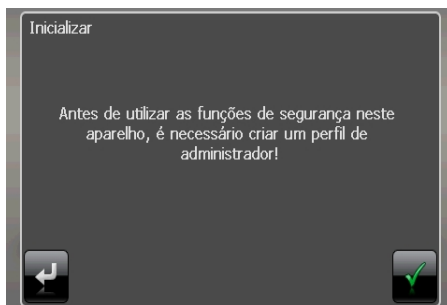 Inicializar
Antes de utilizar as funções de segurança neste
aparelho, é necessário criar um perfil de
administrador!